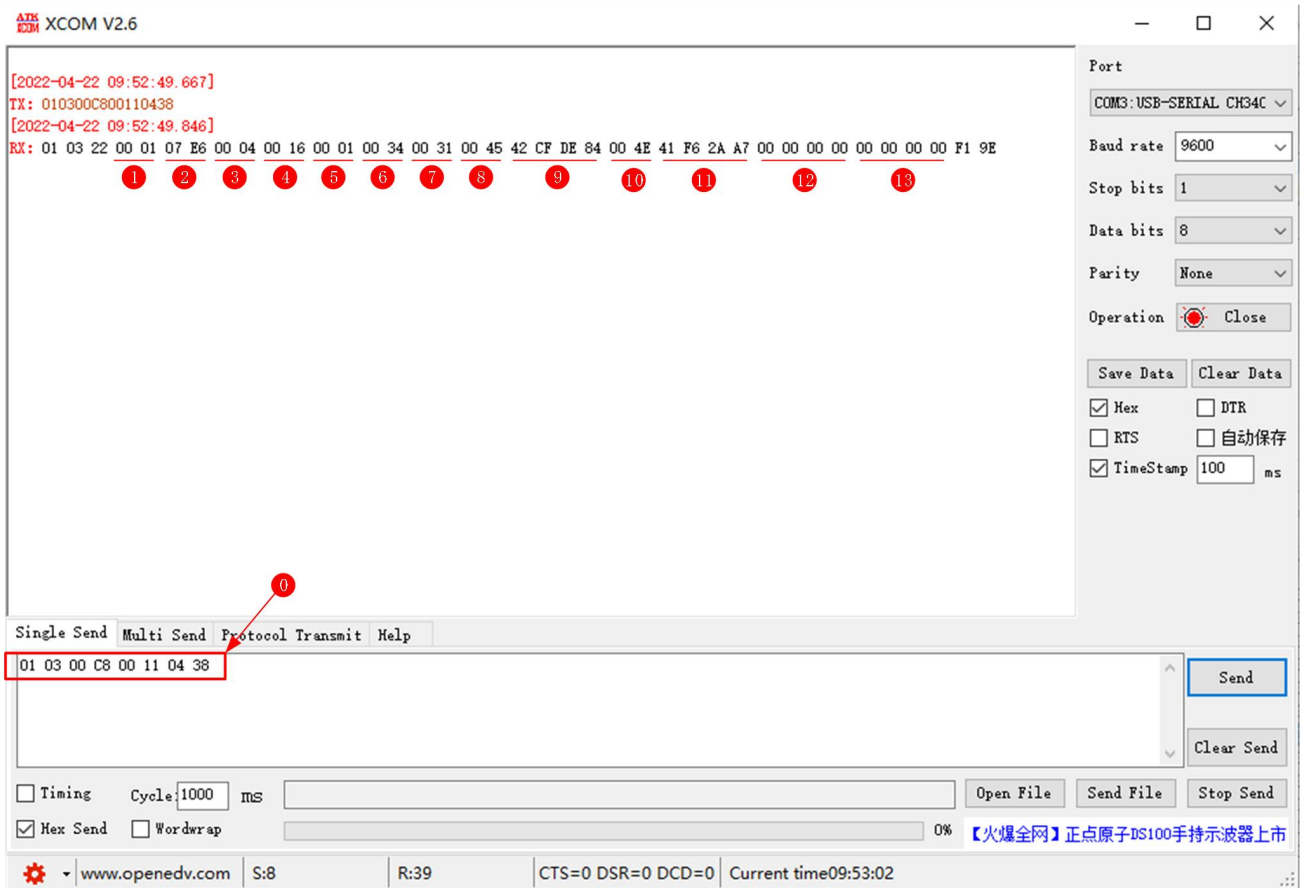 ATK XCOM XCOM V2.6
[2022-04-22 09:52:49.667]
TX: 010300C800110438
[2022-04-22 09:52:49.846]
RX: 01 03 22 00 01 07 E6 00 04 00 16 00 01 00 34 00 31 00 45 42 CF DE 84 00 4E 41 F6 2A A7 00 00 00 00 00 00 00 00 F1 9E
1 2 3 4 5 6 7 8 9 10 11 12 13
Port
COM3:USB-SERIAL CH34C
Baud rate 9600
Stop bits 1
Data bits 8
Parity None
Operation Close
Save Data Clear Data
Hex DTR
RTS 自动保存
TimeStamp 100 ms
0
Single Send Multi Send Protocol Transmit Help
01 03 00 C8 00 11 04 38
Send
Clear Send
Timing Cycle:1000 ms Open File Send File Stop Send
Hex Send Wordwrap 0% 【火爆全网】正点原子DS100手持示波器上市
www.openedv.com S:8 R:39 CTS=0 DSR=0 DCD=0 Current time09:53:02